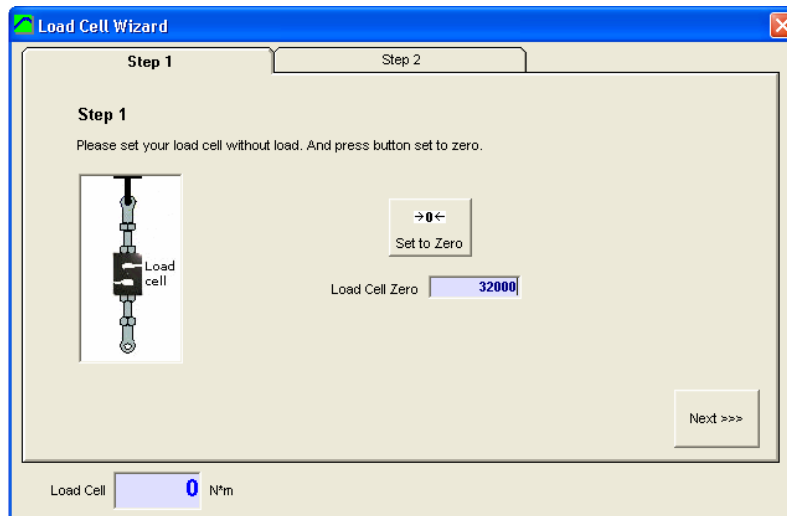 Load Cell Wizard
Step 1
Step 2
Step 1
Please set your load cell without load. And press button set to zero.
Load
cell
→0←
Set to Zero
Load Cell Zero 32000
Next >>>
Load Cell 0 N*m